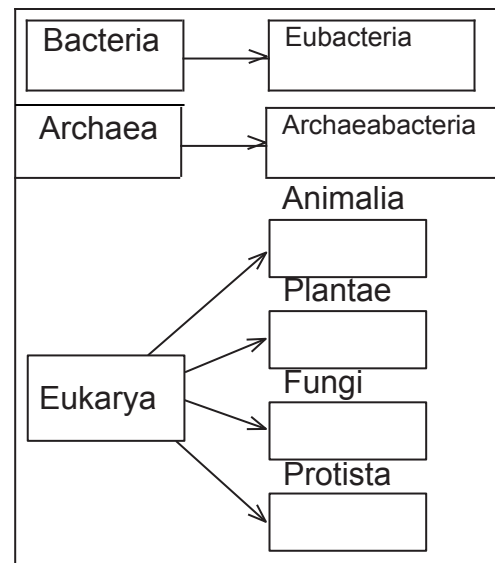 Bacteria
Eubacteria
Archaea
Archaeabacteria
Animalia
Plantae
Eukarya
Fungi
Protista